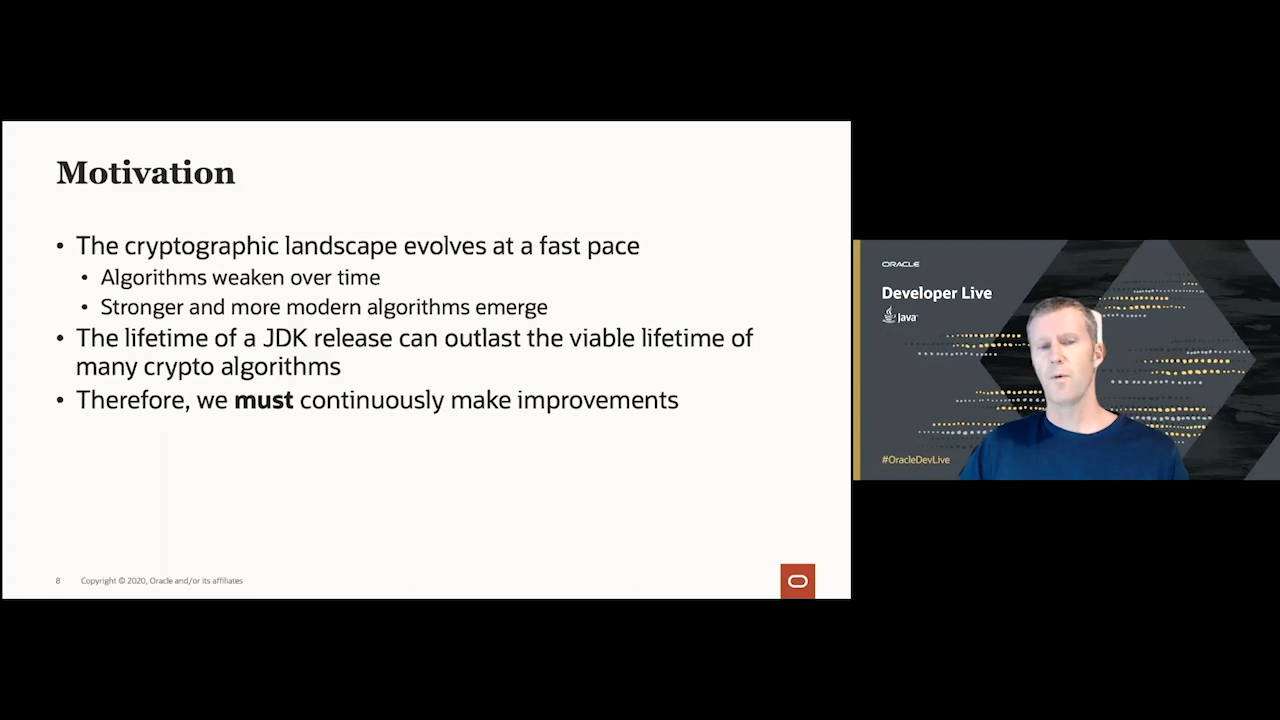 Motivation
• The cryptographic landscape evolves at a fast pace
• Algorithms weaken over time
• Stronger and more modern algorithms emerge
• The lifetime of a JDK release can outlast the viable lifetime of
many crypto algorithms
• Therefore, we must continuously make improvements
8 Copyright © 2020, Oracle and/or its affiliates
ORACLE
Developer Live
Java
#OracleDevLive